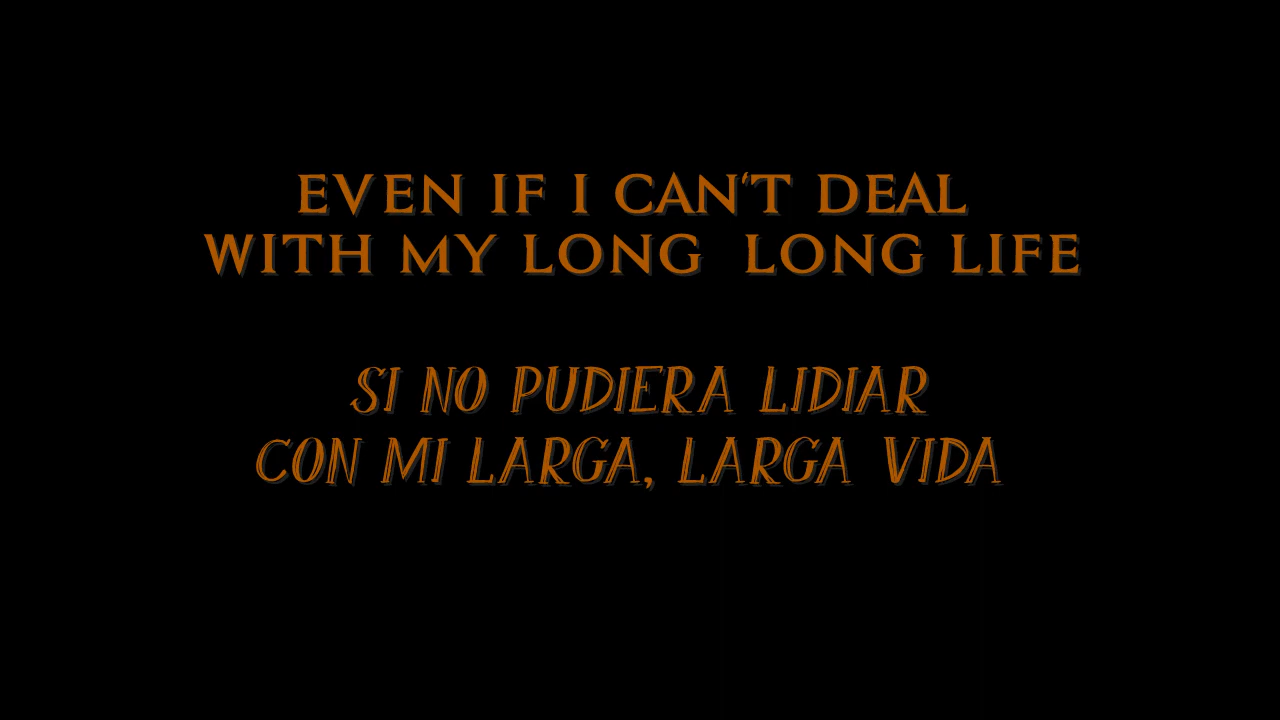 EVEN IF I CAN'T DEAL
WITH MY LONG LONG LIFE
SI NO PUDIERA LIDIAR
CON MI LARGA, LARGA VIDA